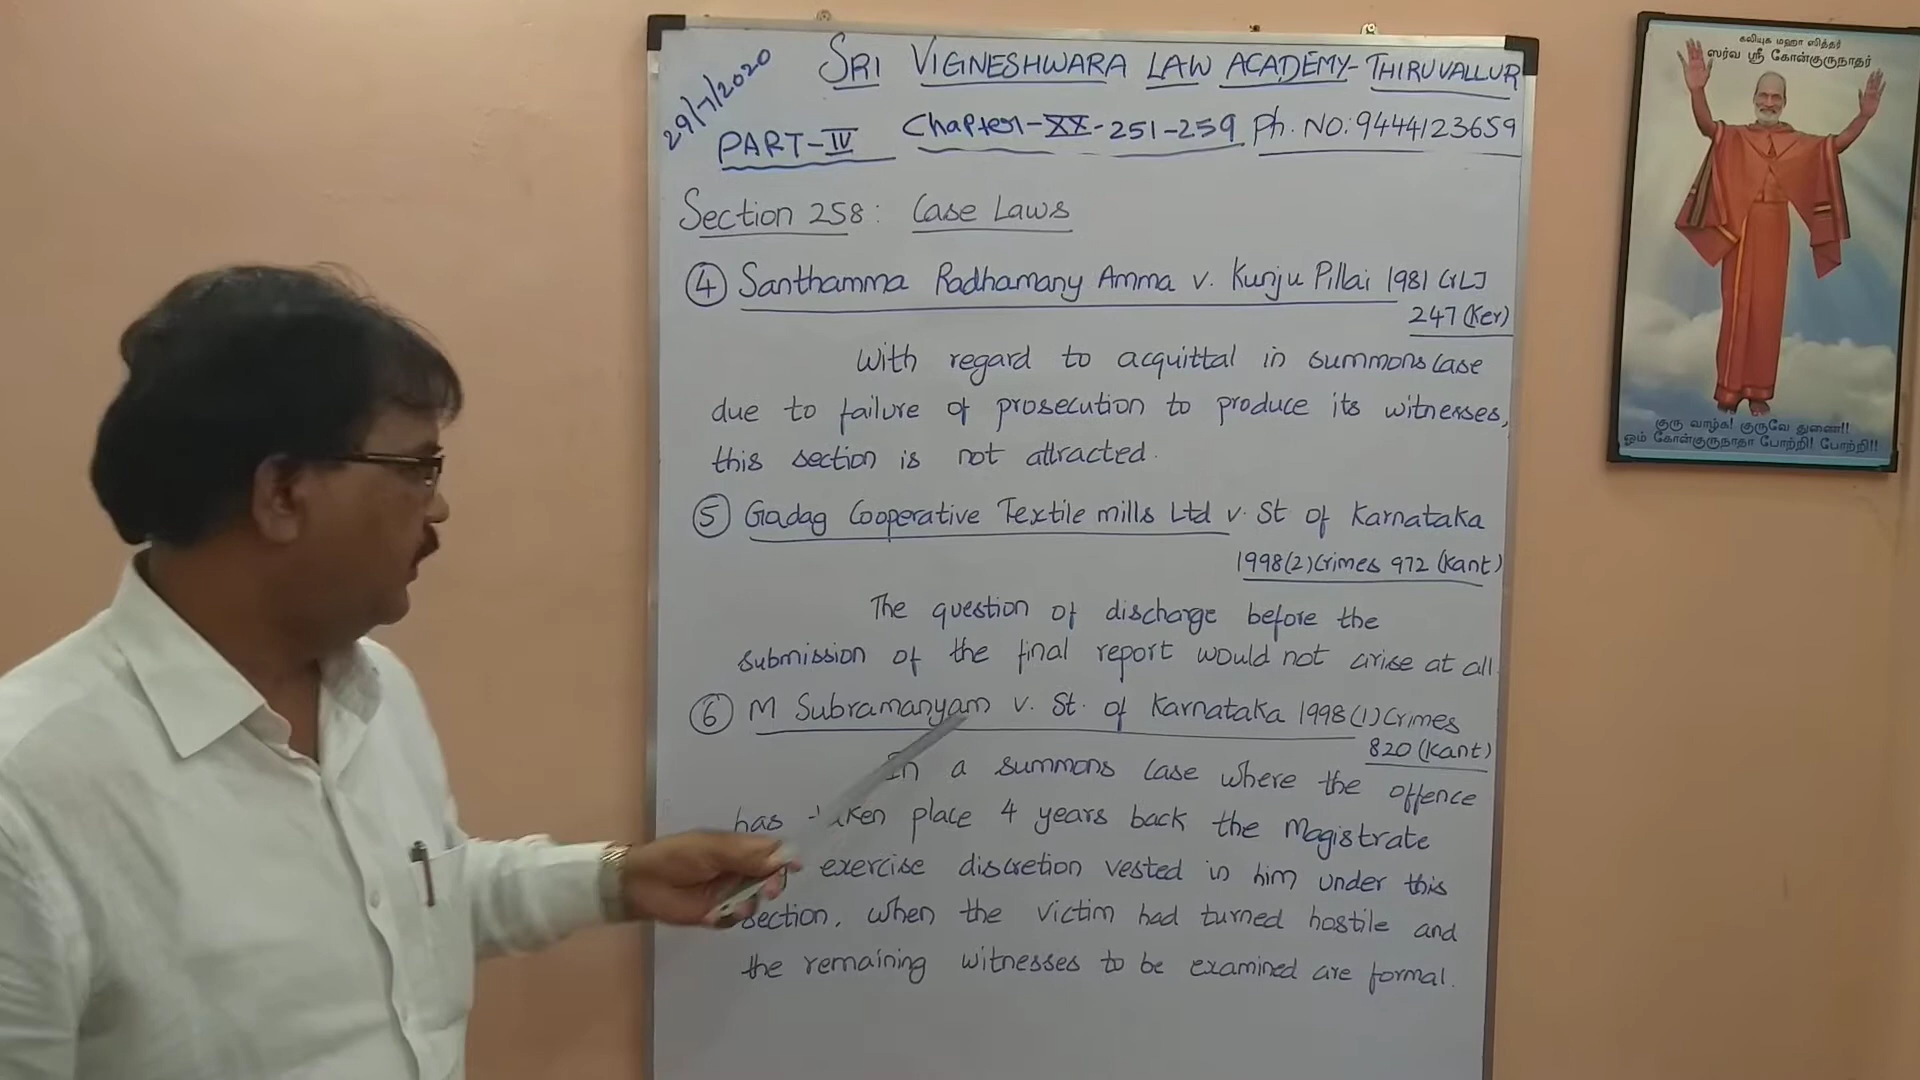 29/7/2020
SRI VIGNESHWARA LAW ACADEMY-THIRUVALLUR
PART-IV Chapter-XX-251-259 Ph. NO:9444123659
Section 258: Case Laws
④ Santhamma Radhamany Amma v. Kunju Pillai 1981 CrLJ
247 (Ker)
With regard to acquittal in summons case
due to failure of prosecution to produce its witnesses,
this section is not attracted.
⑤ Gadag Cooperative Textile mills Ltd v. St of Karnataka
1998(2) Crimes 972 (Kant)
The question of discharge before the
submission of the final report would not arise at all.
⑥ M Subramanyam v. St. of Karnataka 1998(1) Crimes
820 (Kant)
In a summons case where the offence
has taken place 4 years back the Magistrate
exercise discretion vested in him under this
section, when the victim had turned hostile and
the remaining witnesses to be examined are formal.
கலியுக மஹா சித்தர்
ஸர்வ ஸ்ரீ கோன்குருநாதர்
குரு வாழ்க! குருவே துணை!!
ஓம் கோன்குருநாதா போற்றி! போற்றி!!